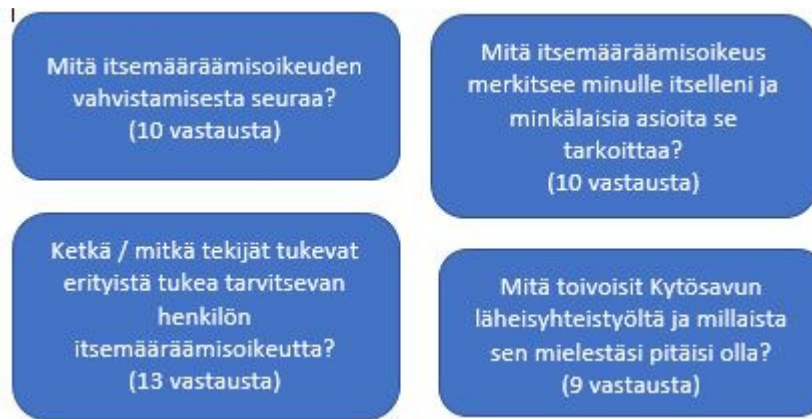 Mitä itsemääräämisoikeuden
vahvistamisesta seuraa?
(10 vastausta)
Mitä itsemääräämisoikeus
merkitsee minulle itselleni ja
minkälaisia asioita se
tarkoittaa?
(10 vastausta)
Ketkä / mitkä tekijät tukevat
erityistä tukea tarvitsevan
henkilön
itsemääräämisoikeutta?
(13 vastausta)
Mitä toivoisit Kytösavun
läheisyhteistyöltä ja millaista
sen mielestäsi pitäisi olla?
(9 vastausta)